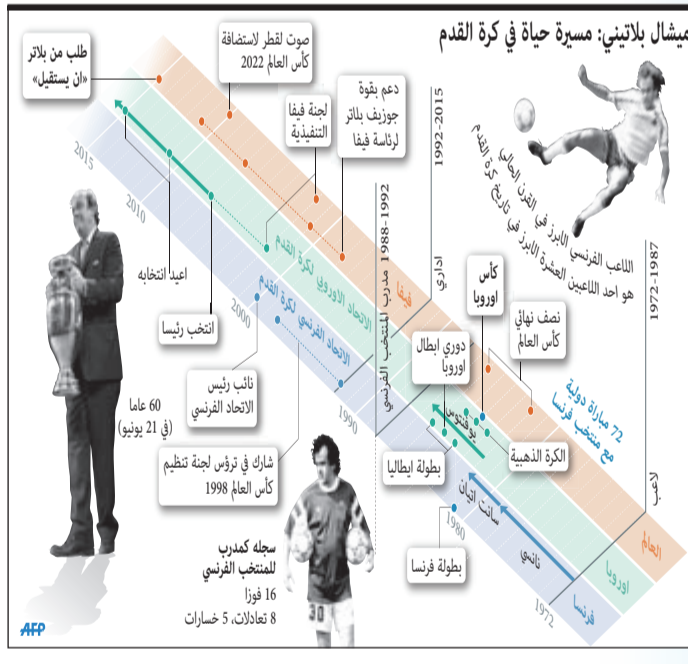 ميشال بلاتيني: مسيرة حياة في كرة القدم
اللاعب الفرنسي الابرز في القرن الحالي
هو احد اللاعبين العشرة الابرز في تاريخ كرة القدم
طلب من بلاتر
«ان يستقيل»
صوت لقطر لاستضافة
كأس العالم 2022
لجنة فيفا
التنفيذية
دعم بقوة
جوزيف بلاتر
لرئاسة فيفا
1992-2015
اداري
1988-1992
مدرب المنتخب الفرنسي
1972-1987
لاعب
2015
2010
2000
1990
1980
1972
فيفا
الاتحاد الاوروبي لكرة القدم
الاتحاد الفرنسي لكرة القدم
اعيد انتخابه
انتخب رئيسا
نائب رئيس
الاتحاد الفرنسي
شارك في ترؤس لجنة تنظيم
كأس العالم 1998
كأس
اوروبا
نصف نهائي
كأس العالم
دوري ابطال
اوروبا
72 مباراة دولية
مع منتخب فرنسا
يوفنتوس
الكرة الذهبية
بطولة ايطاليا
سانت اتيان
نانسي
بطولة فرنسا
العالم
اوروبا
فرنسا
60 عاما
(في 21 يونيو)
سجله كمدرب
للمنتخب الفرنسي
16 فوزا
8 تعادلات، 5 خسارات
30
AFP